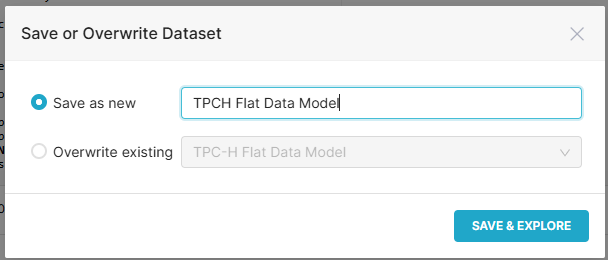 Save or Overwrite Dataset
Save as new
TPCH Flat Data Model
Overwrite existing
TPC-H Flat Data Model
SAVE & EXPLORE